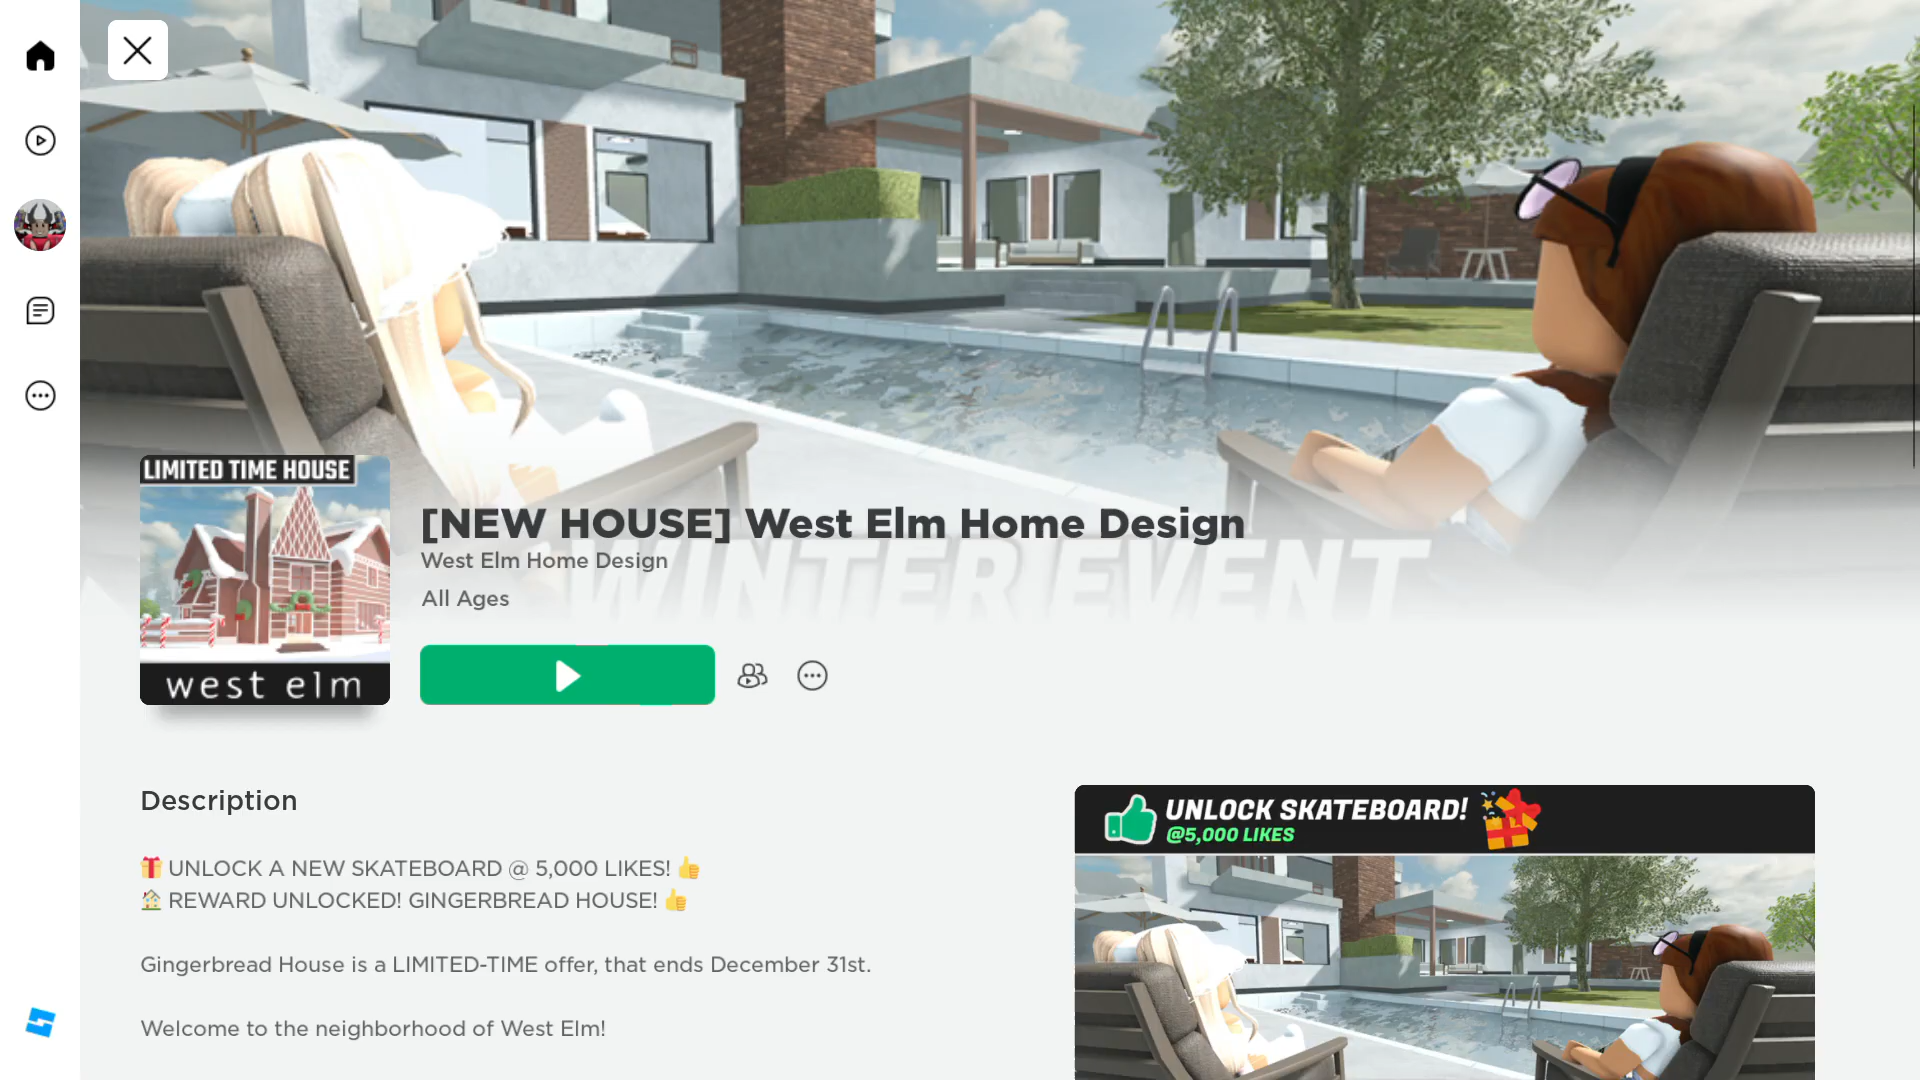 LIMITED TIME HOUSE
west elm
[NEW HOUSE] West Elm Home Design
West Elm Home Design
WINTER EVENT
All Ages
Description
UNLOCK A NEW SKATEBOARD @ 5,000 LIKES!
REWARD UNLOCKED! GINGERBREAD HOUSE!
Gingerbread House is a LIMITED-TIME offer, that ends December 31st.
Welcome to the neighborhood of West Elm!
UNLOCK SKATEBOARD!
@5,000 LIKES